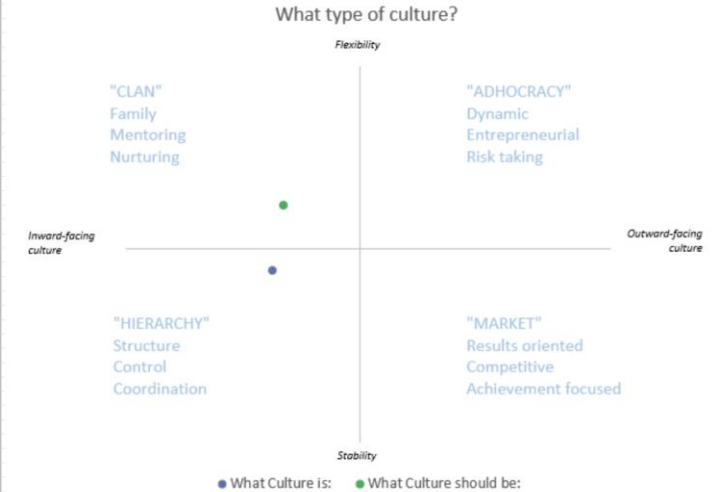 What type of culture?
Flexibility
"CLAN"
Family
Mentoring
Nurturing
"ADHOCRACY"
Dynamic
Entrepreneurial
Risk taking
Inward-facing
culture
Outward-facing
culture
"HIERARCHY"
Structure
Control
Coordination
"MARKET"
Results oriented
Competitive
Achievement focused
Stability
What Culture is: What Culture should be: